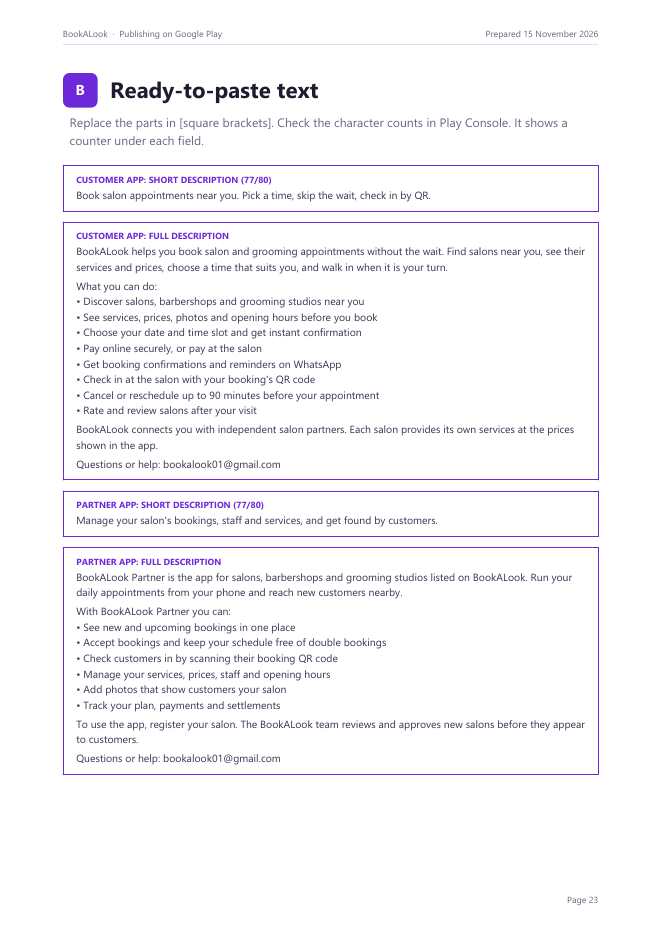 BookALook · Publishing on Google Play
Prepared 15 November 2026
B
Ready-to-paste text
Replace the parts in [square brackets]. Check the character counts in Play Console. It shows a
counter under each field.
CUSTOMER APP: SHORT DESCRIPTION (77/80)
Book salon appointments near you. Pick a time, skip the wait, check in by QR.
CUSTOMER APP: FULL DESCRIPTION
BookALook helps you book salon and grooming appointments without the wait. Find salons near you, see their
services and prices, choose a time that suits you, and walk in when it is your turn.
What you can do:
• Discover salons, barbershops and grooming studios near you
• See services, prices, photos and opening hours before you book
• Choose your date and time slot and get instant confirmation
• Pay online securely, or pay at the salon
• Get booking confirmations and reminders on WhatsApp
• Check in at the salon with your booking's QR code
• Cancel or reschedule up to 90 minutes before your appointment
• Rate and review salons after your visit
BookALook connects you with independent salon partners. Each salon provides its own services at the prices
shown in the app.
Questions or help: bookalook01@gmail.com
PARTNER APP: SHORT DESCRIPTION (77/80)
Manage your salon's bookings, staff and services, and get found by customers.
PARTNER APP: FULL DESCRIPTION
BookALook Partner is the app for salons, barbershops and grooming studios listed on BookALook. Run your
daily appointments from your phone and reach new customers nearby.
With BookALook Partner you can:
• See new and upcoming bookings in one place
• Accept bookings and keep your schedule free of double bookings
• Check customers in by scanning their booking QR code
• Manage your services, prices, staff and opening hours
• Add photos that show customers your salon
• Track your plan, payments and settlements
To use the app, register your salon. The BookALook team reviews and approves new salons before they appear
to customers.
Questions or help: bookalook01@gmail.com
Page 23